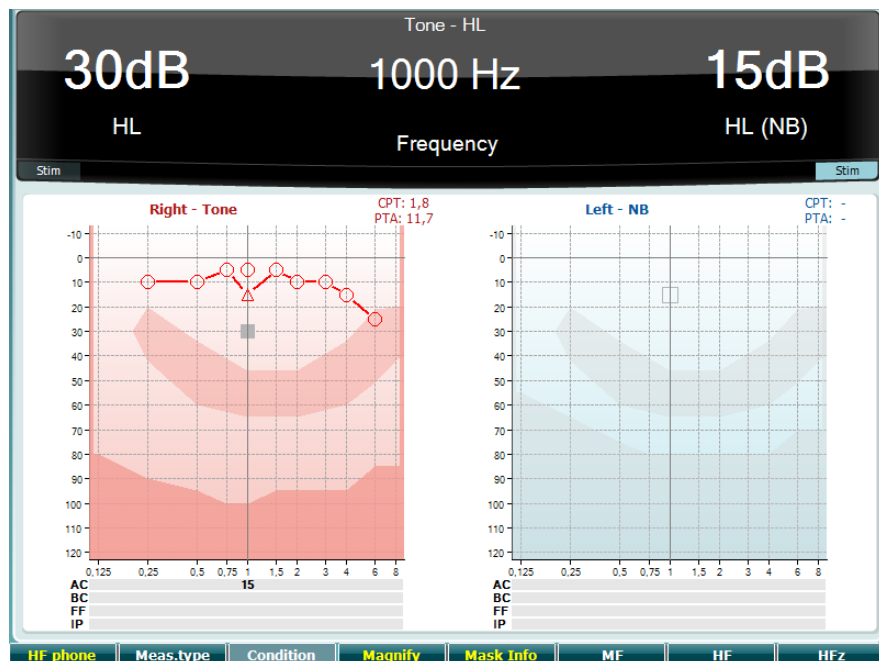 Tone - HL
30dB 1000 Hz 15dB
HL Frequency HL (NB)
Stim Stim
Right - Tone CPT: 1,8
PTA: 11,7
Left - NB CPT: -
PTA: -
-10
0
10
20
30
40
50
60
70
80
90
100
110
120
0,125 0,25 0,5 0,75 1 1,5 2 3 4 6 8
AC 15
BC
FF
IP
-10
0
10
20
30
40
50
60
70
80
90
100
110
120
0,125 0,25 0,5 0,75 1 1,5 2 3 4 6 8
AC
BC
FF
IP
HF phone Meas.type Condition Magnify Mask Info MF HF HFz